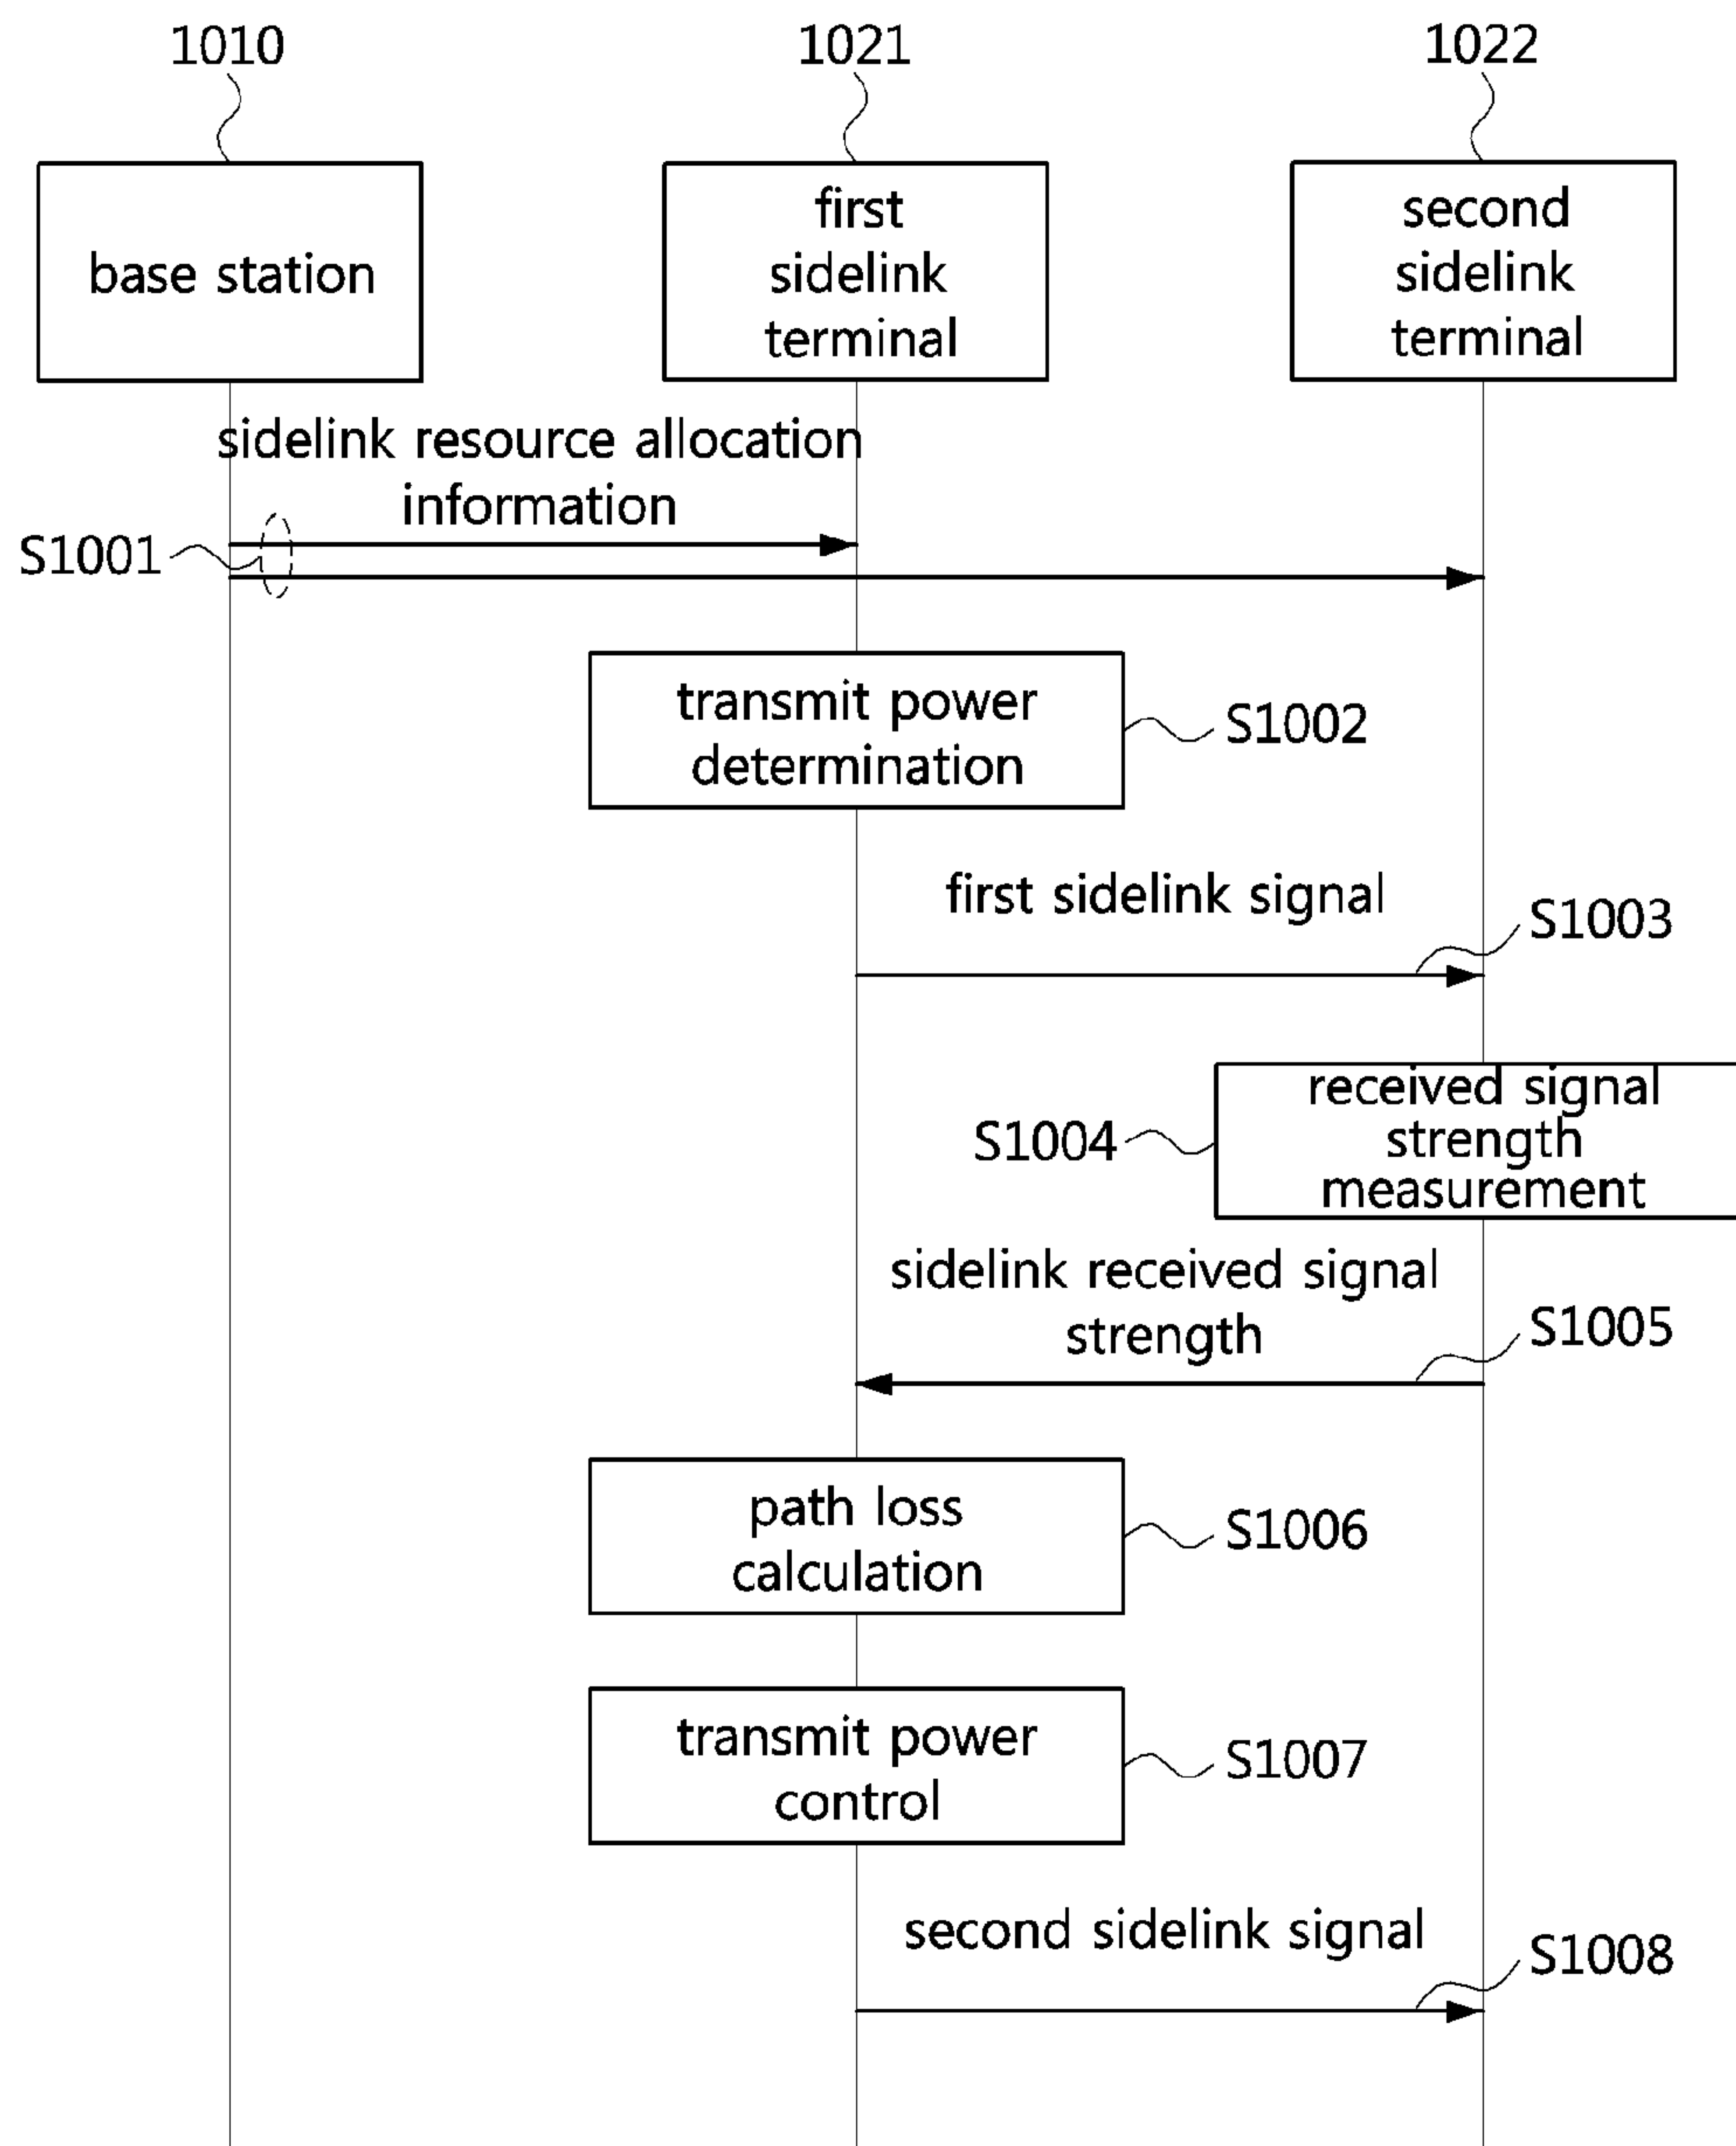 1010
1021
1022
base station
first
sidelink
terminal
second
sidelink
terminal
sidelink resource allocation
information
S1001
transmit power
determination
S1002
first sidelink signal
S1003
received signal
strength
measurement
S1004
sidelink received signal
strength
S1005
path loss
calculation
S1006
transmit power
control
S1007
second sidelink signal
S1008